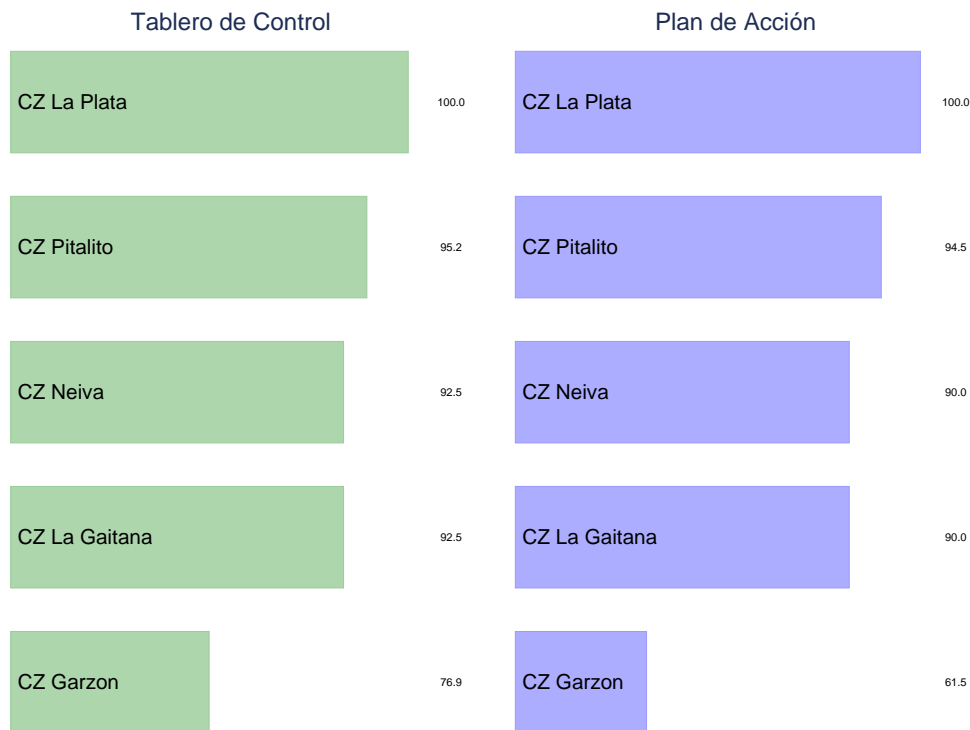 Tablero de Control
CZ La Plata 100.0
CZ Pitalito 95.2
CZ Neiva 92.5
CZ La Gaitana 92.5
CZ Garzon 76.9
Plan de Acción
CZ La Plata 100.0
CZ Pitalito 94.5
CZ Neiva 90.0
CZ La Gaitana 90.0
CZ Garzon 61.5